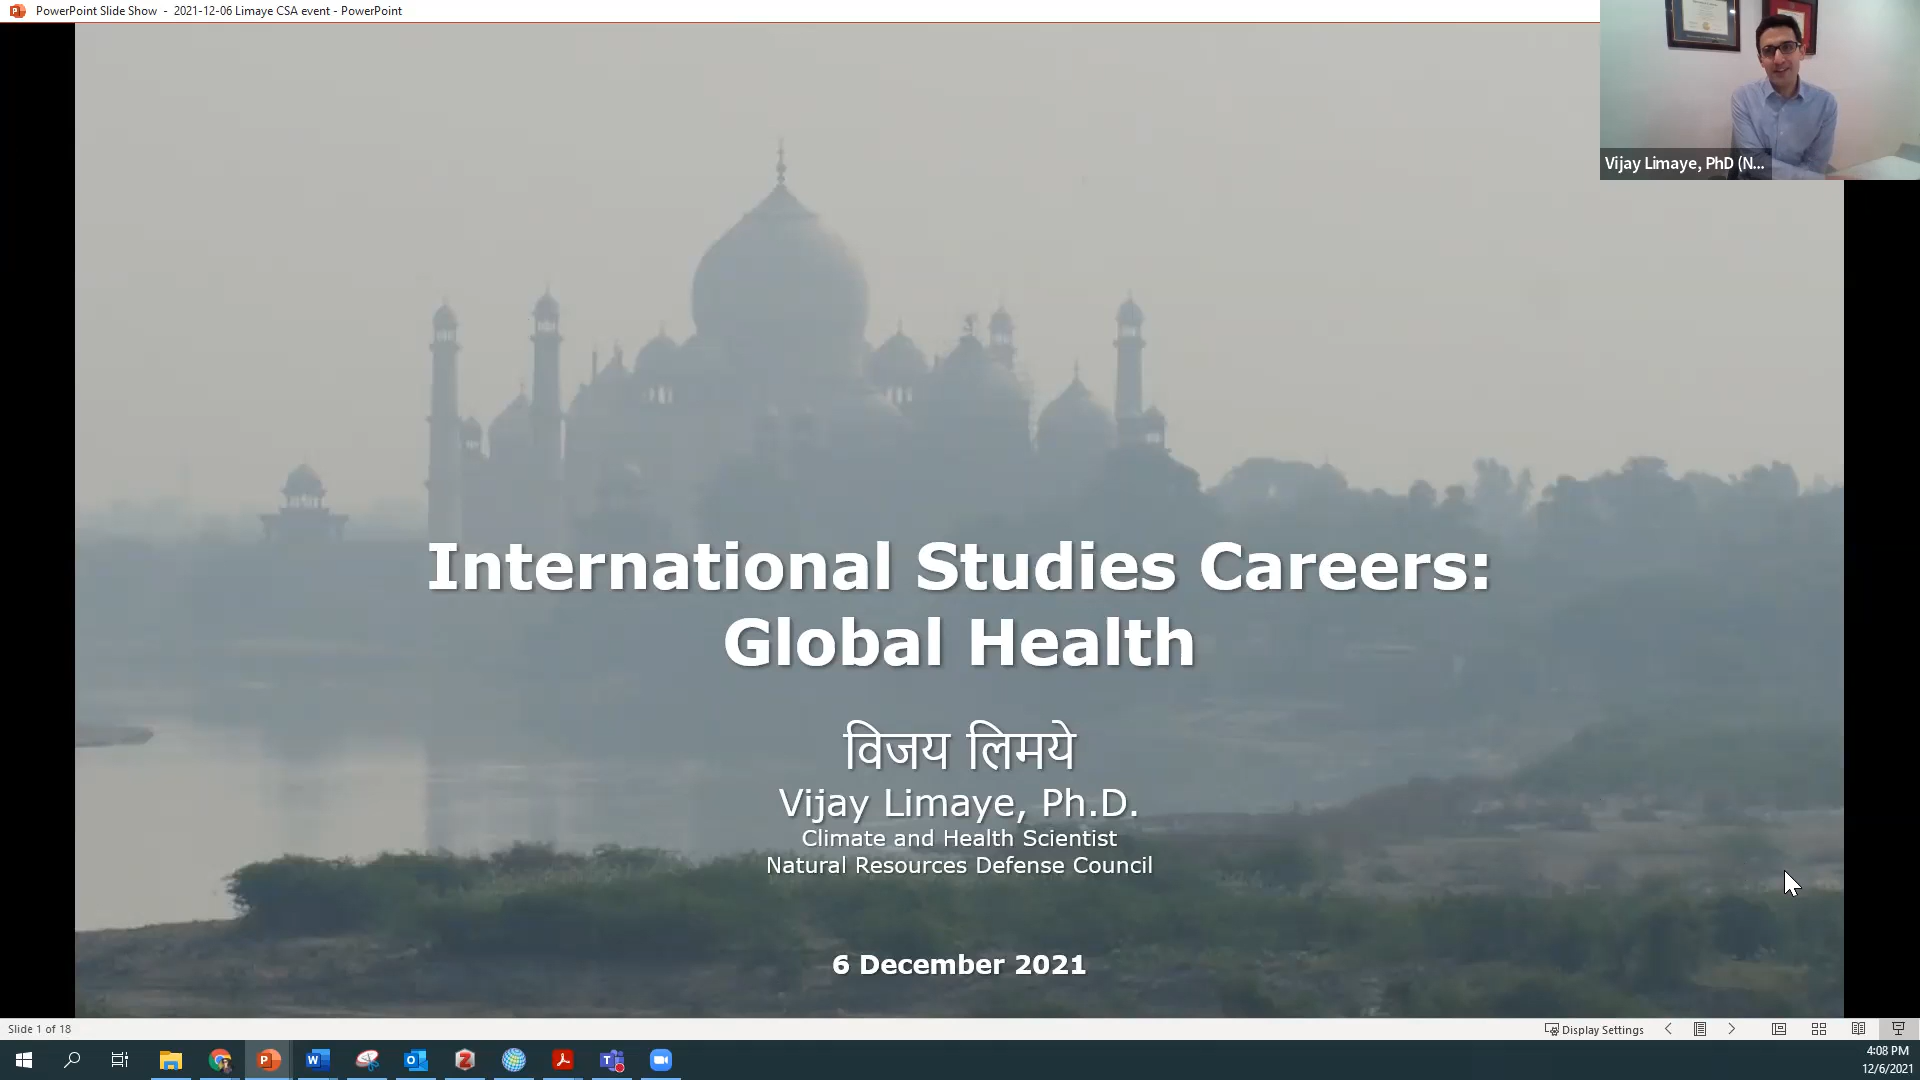 PowerPoint Slide Show - 2021-12-06 Limaye CSA event - PowerPoint
Vijay Limaye, PhD (N...
International Studies Careers:
Global Health
विजय लिमये
Vijay Limaye, Ph.D.
Climate and Health Scientist
Natural Resources Defense Council
6 December 2021
Slide 1 of 18
Display Settings
4:08 PM
12/6/2021